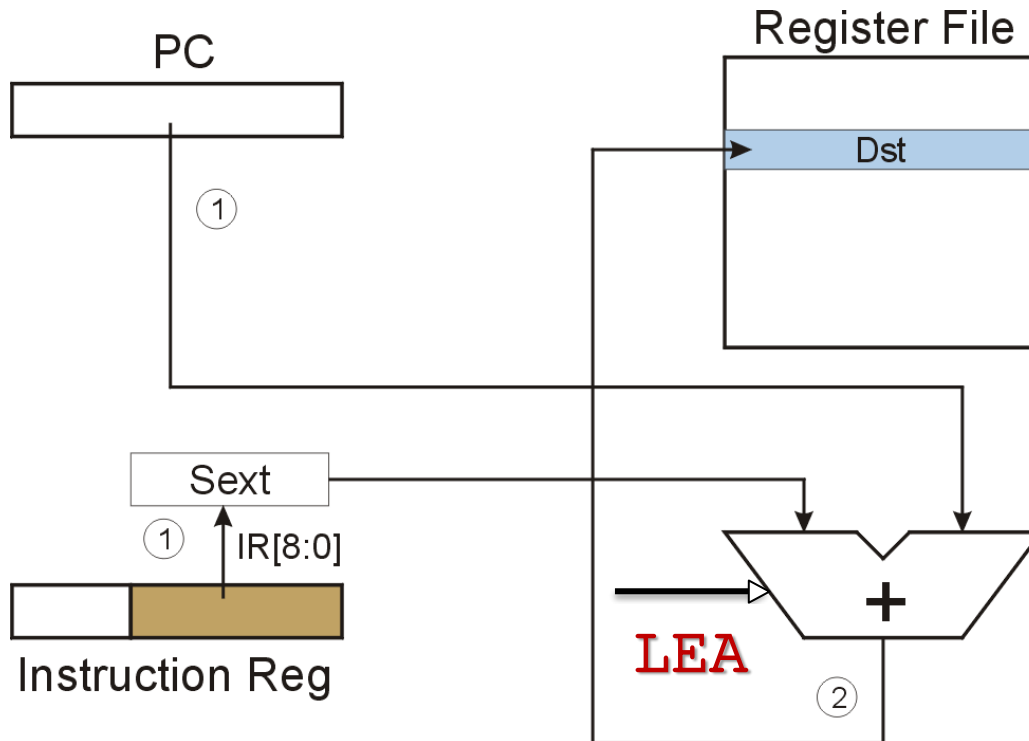 Register File
PC
Dst
1
Sext
1
IR[8:0]
+
LEA
Instruction Reg
2